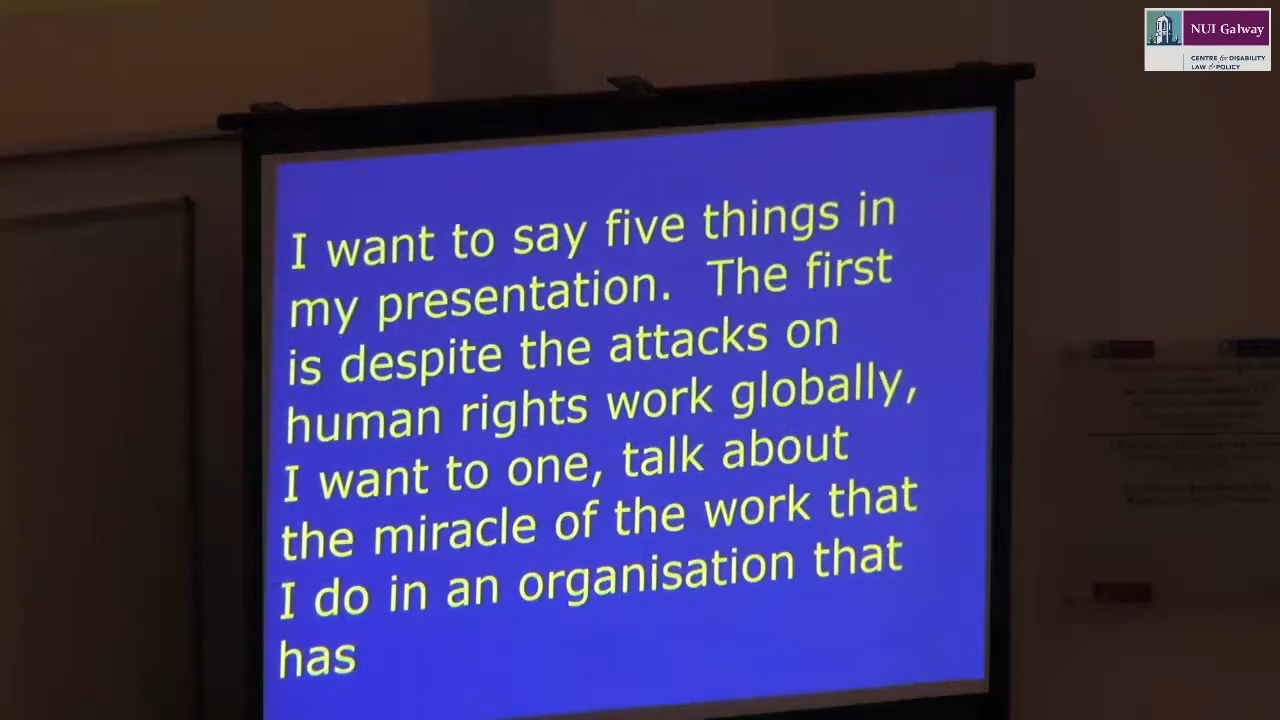 NUI Galway
CENTRE for DISABILITY
LAW & POLICY
I want to say five things in
my presentation.  The first
is despite the attacks on
human rights work globally,
I want to one, talk about
the miracle of the work that
I do in an organisation that
has